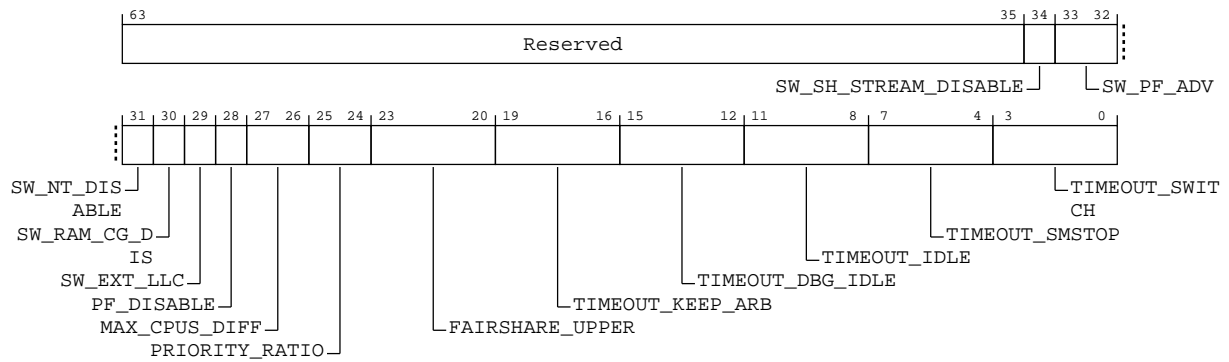 63 35 34 33 32
Reserved
SW_SH_STREAM_DISABLE SW_PF_ADV
31 30 29 28 27 26 25 24 23 20 19 16 15 12 11 8 7 4 3 0
SW_NT_DIS TIMEOUT_SWIT
ABLE CH
SW_RAM_CG_D TIMEOUT_SMSTOP
IS TIMEOUT_IDLE
SW_EXT_LLC TIMEOUT_DBG_IDLE
PF_DISABLE TIMEOUT_KEEP_ARB
MAX_CPUS_DIFF FAIRSHARE_UPPER
PRIORITY_RATIO